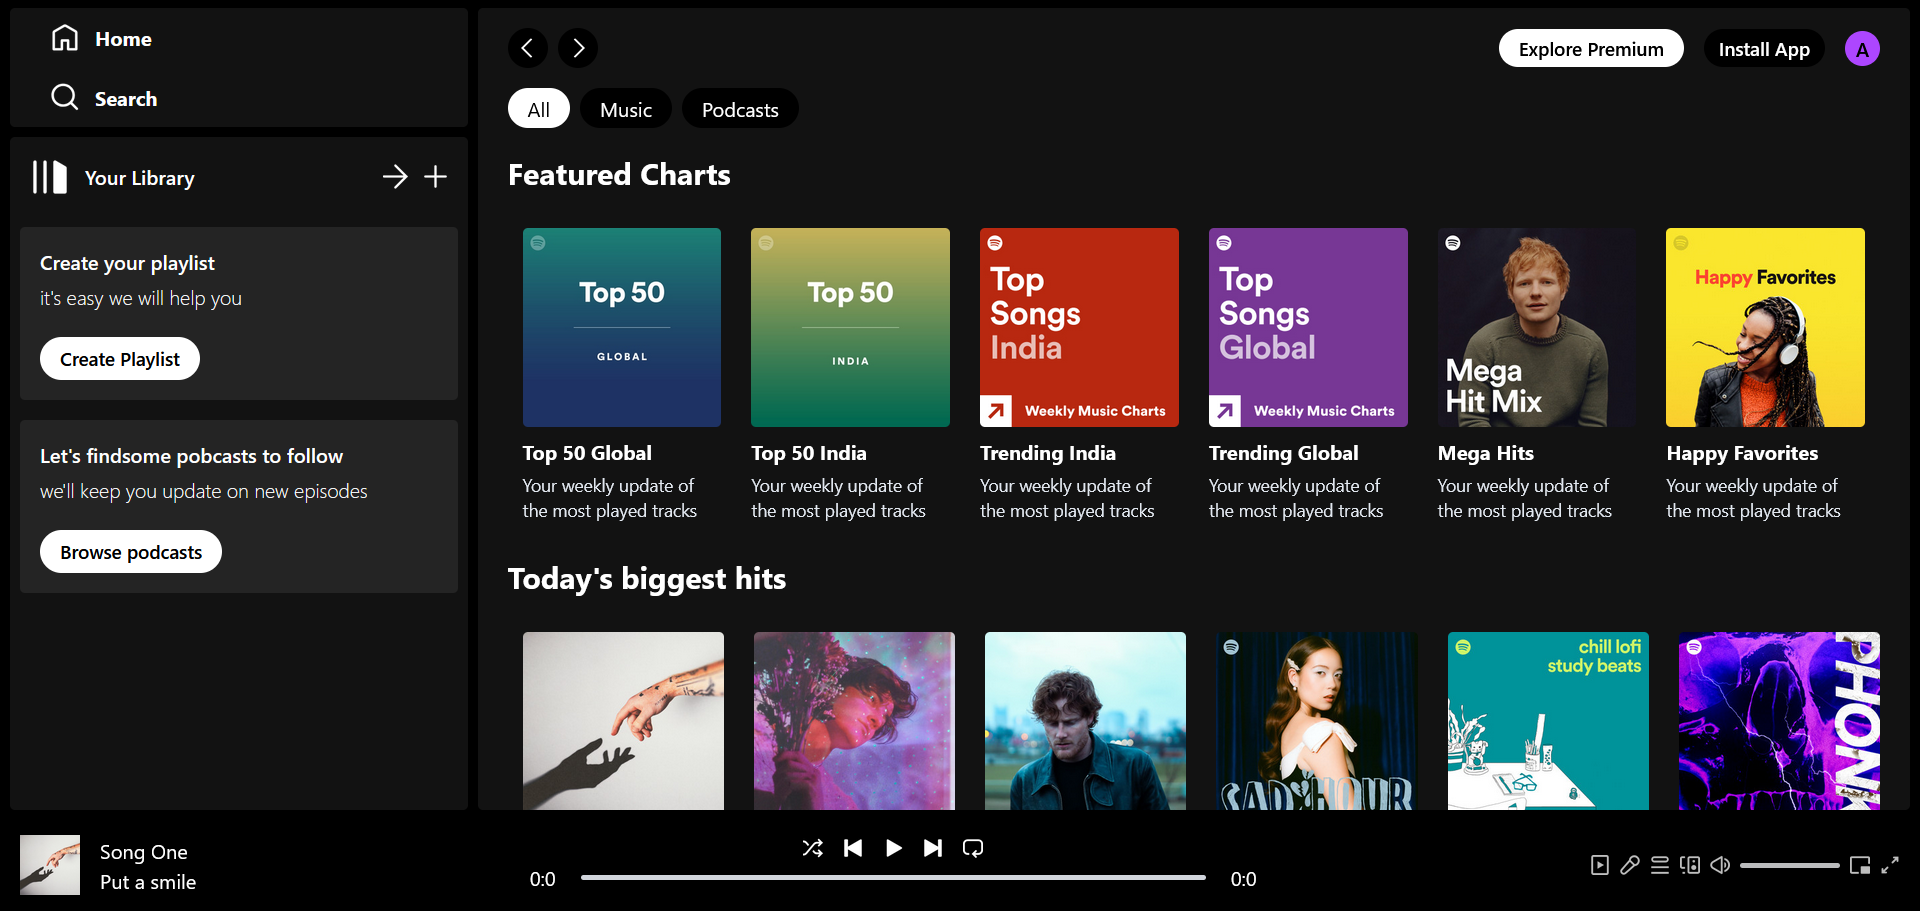 Home
Search
Your Library
Create your playlist
it's easy we will help you
Create Playlist
Let's findsome pobcasts to follow
we'll keep you update on new episodes
Browse podcasts
Explore Premium
Install App
A
All
Music
Podcasts
Featured Charts
Top 50
GLOBAL
Top 50 Global
Your weekly update of
the most played tracks
Top 50
INDIA
Top 50 India
Your weekly update of
the most played tracks
Top
Songs
India
Weekly Music Charts
Trending India
Your weekly update of
the most played tracks
Top
Songs
Global
Weekly Music Charts
Trending Global
Your weekly update of
the most played tracks
Mega
Hit Mix
Mega Hits
Your weekly update of
the most played tracks
Happy Favorites
Happy Favorites
Your weekly update of
the most played tracks
Today's biggest hits
SAD HOUR
chill lofi
study beats
PHONK
Song One
Put a smile
0:0
0:0